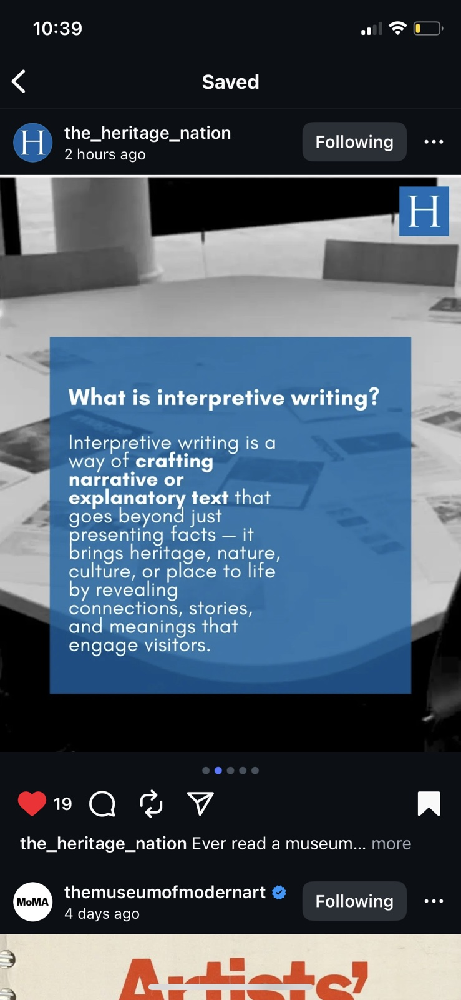 10:39
Saved
H
the_heritage_nation
2 hours ago
Following
H
What is interpretive writing?
Interpretive writing is a
way of crafting
narrative or
explanatory text that
goes beyond just
presenting facts — it
brings heritage, nature,
culture, or place to life
by revealing
connections, stories,
and meanings that
engage visitors.
19
the_heritage_nation Ever read a museum... more
MoMA
themuseumofmodernart
4 days ago
Following
Artists’